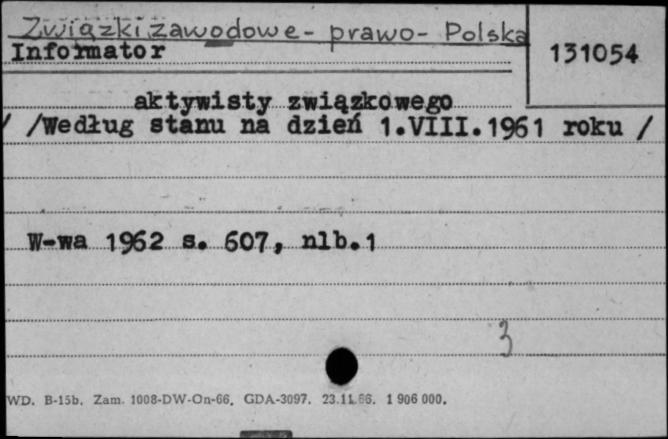 Związki zawodowe - prawo - Polska
Informator
131054
aktywisty związkowego
/ /Według stanu na dzień 1.VIII.1961 roku /
W-wa 1962 s. 607, nlb.1
3
WD. B-15b. Zam. 1008-DW-On-66. GDA-3097. 23.11.66. 1 906 000.